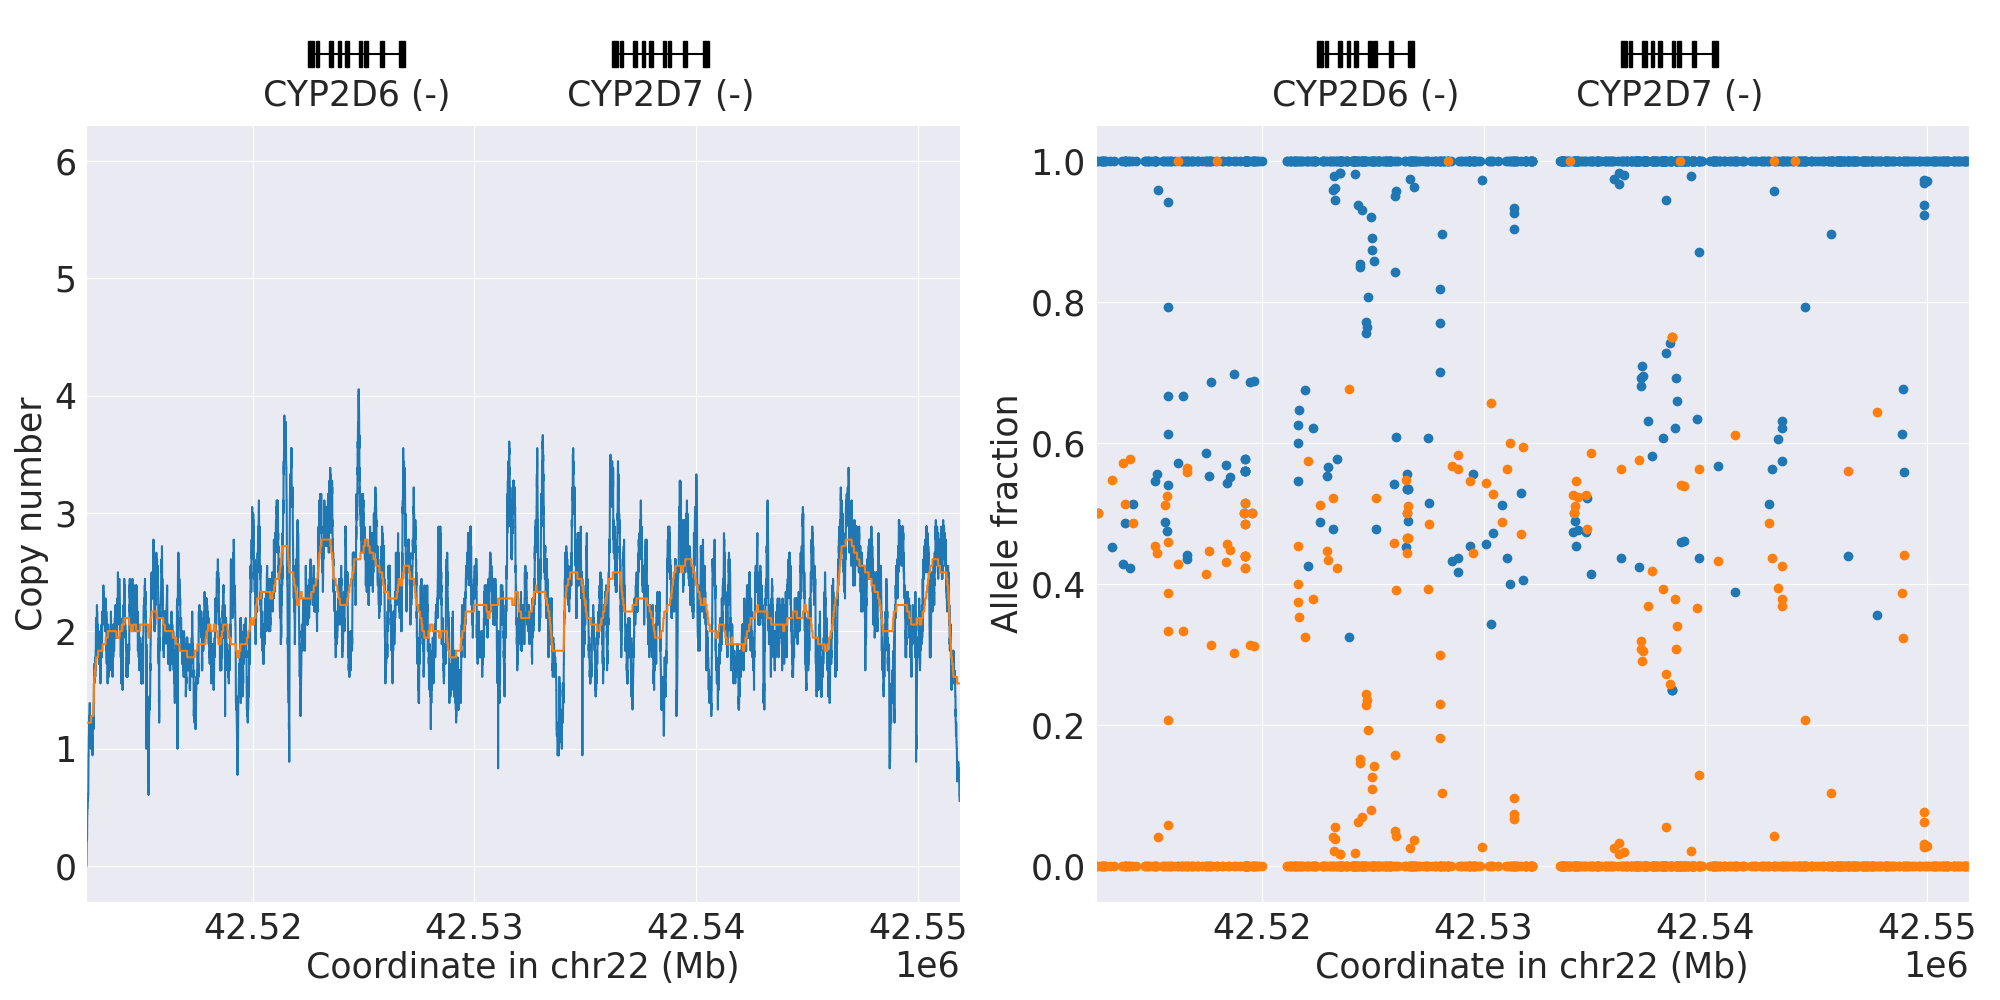 CYP2D6 (-) CYP2D7 (-)
CYP2D6 (-) CYP2D7 (-)
Copy number
6
5
4
3
2
1
0
42.52 42.53 42.54 42.55
Coordinate in chr22 (Mb)
1e6
Allele fraction
1.0
0.8
0.6
0.4
0.2
0.0
42.52 42.53 42.54 42.55
Coordinate in chr22 (Mb)
1e6